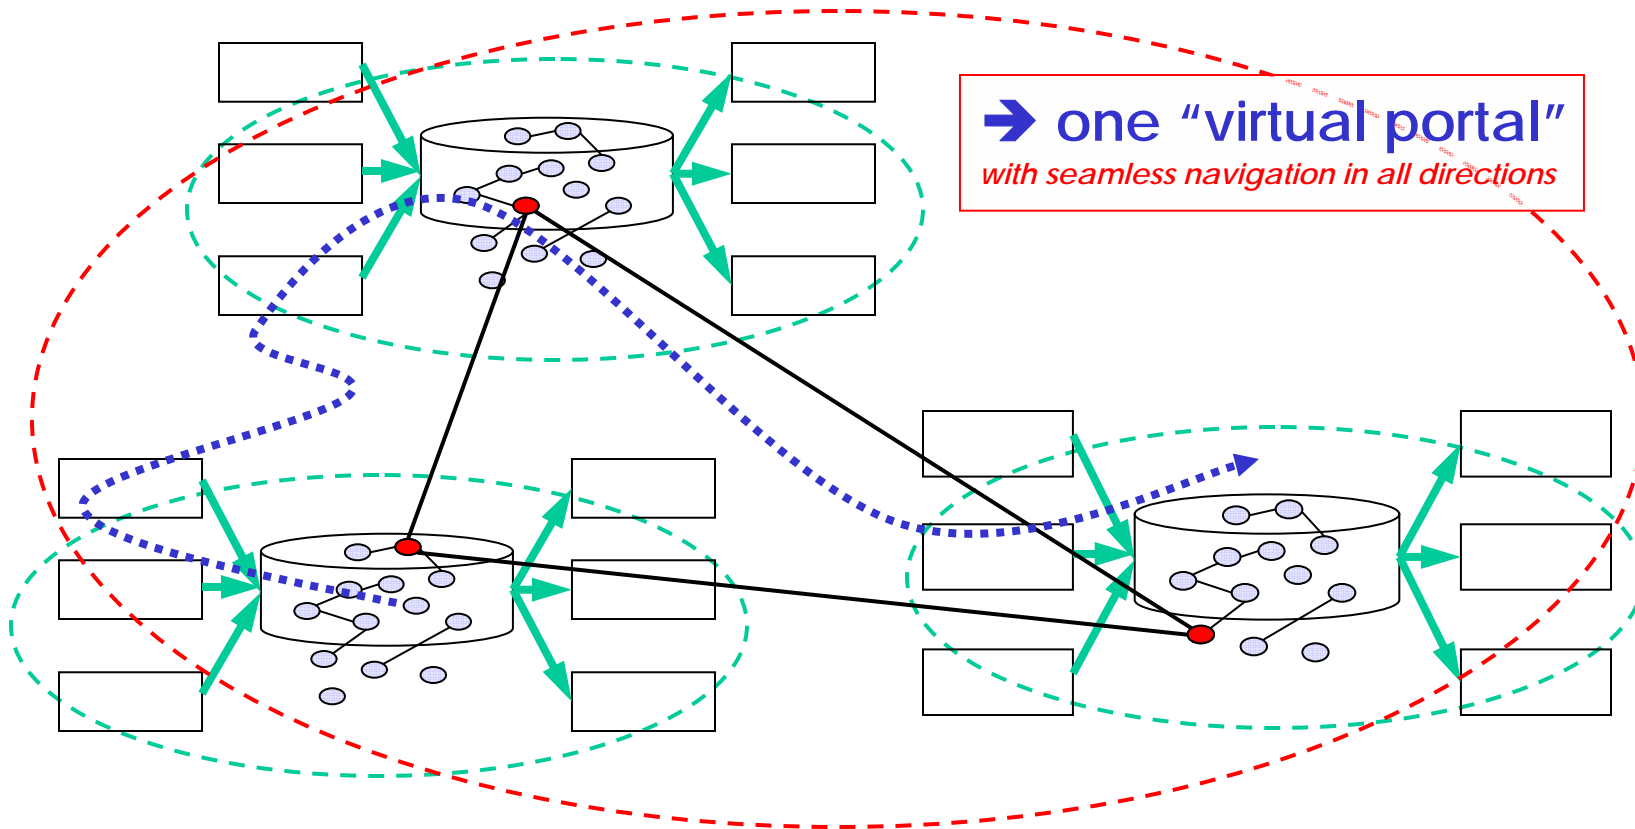 ➔ one “virtual portal”
with seamless navigation in all directions